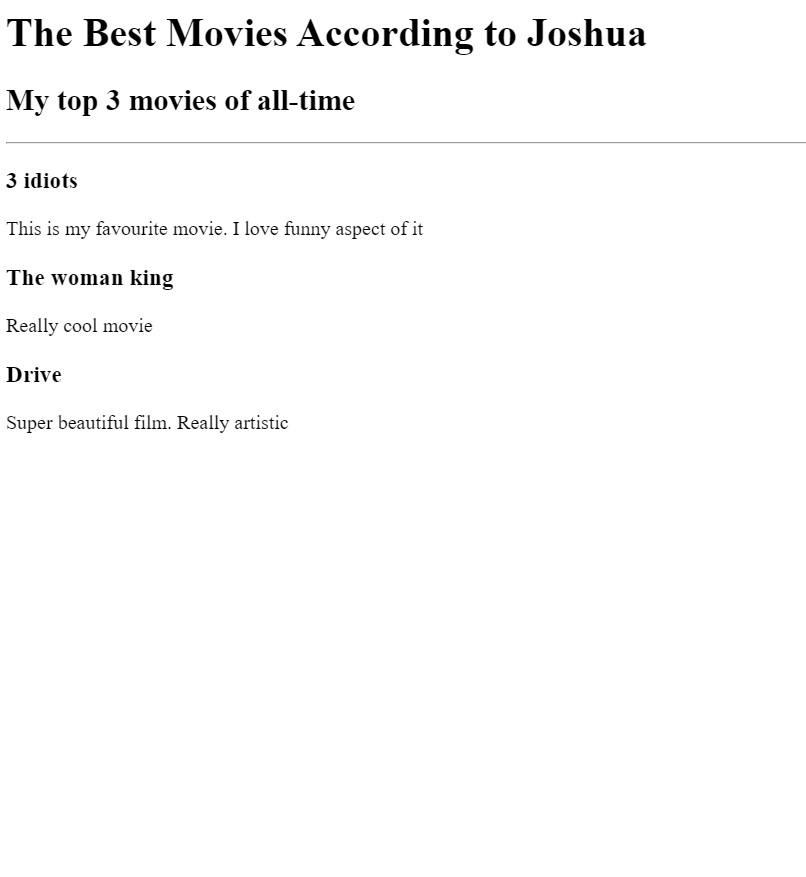 The Best Movies According to Joshua
My top 3 movies of all-time
3 idiots
This is my favourite movie. I love funny aspect of it
The woman king
Really cool movie
Drive
Super beautiful film. Really artistic